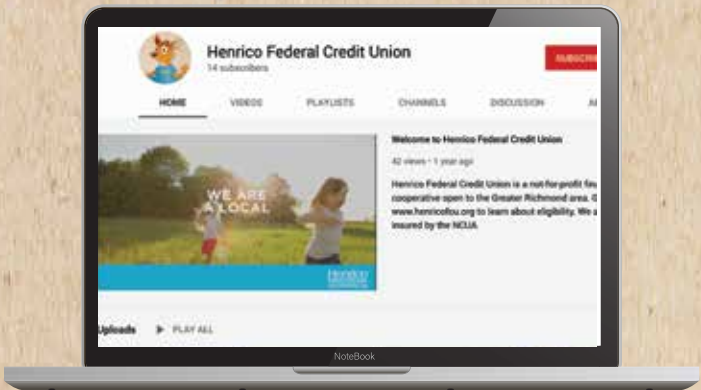 Henrico Federal Credit Union
14 subscribers
SUBSCRIB
HOME VIDEOS PLAYLISTS CHANNELS DISCUSSION A
WE ARE
A LOCAL
Henrico
Welcome to Henrico Federal Credit Union
42 views • 1 year ago
Henrico Federal Credit Union is a not-for-profit fin
cooperative open to the Greater Richmond area. G
www.henricofcu.org to learn about eligibility. We a
insured by the NCUA
Uploads PLAY ALL
NoteBook